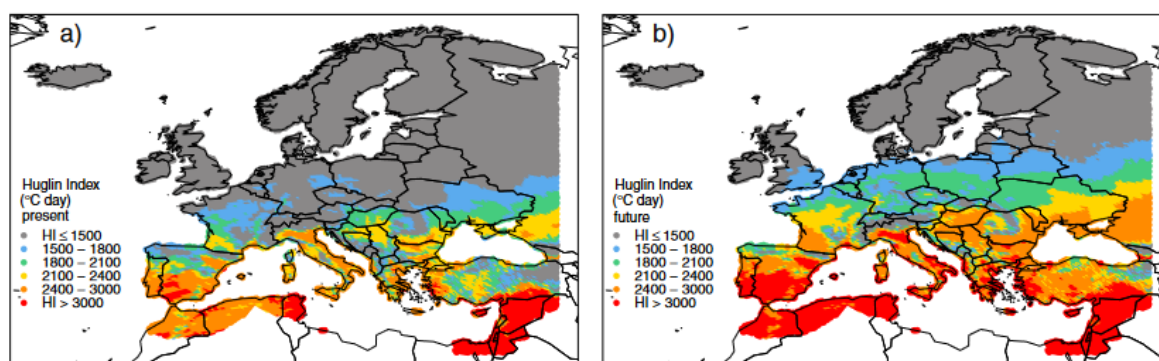 a)
Huglin Index
(°C day)
present
HI ≤ 1500
1500 – 1800
1800 – 2100
2100 – 2400
2400 – 3000
HI > 3000
b)
Huglin Index
(°C day)
future
HI ≤ 1500
1500 – 1800
1800 – 2100
2100 – 2400
2400 – 3000
HI > 3000